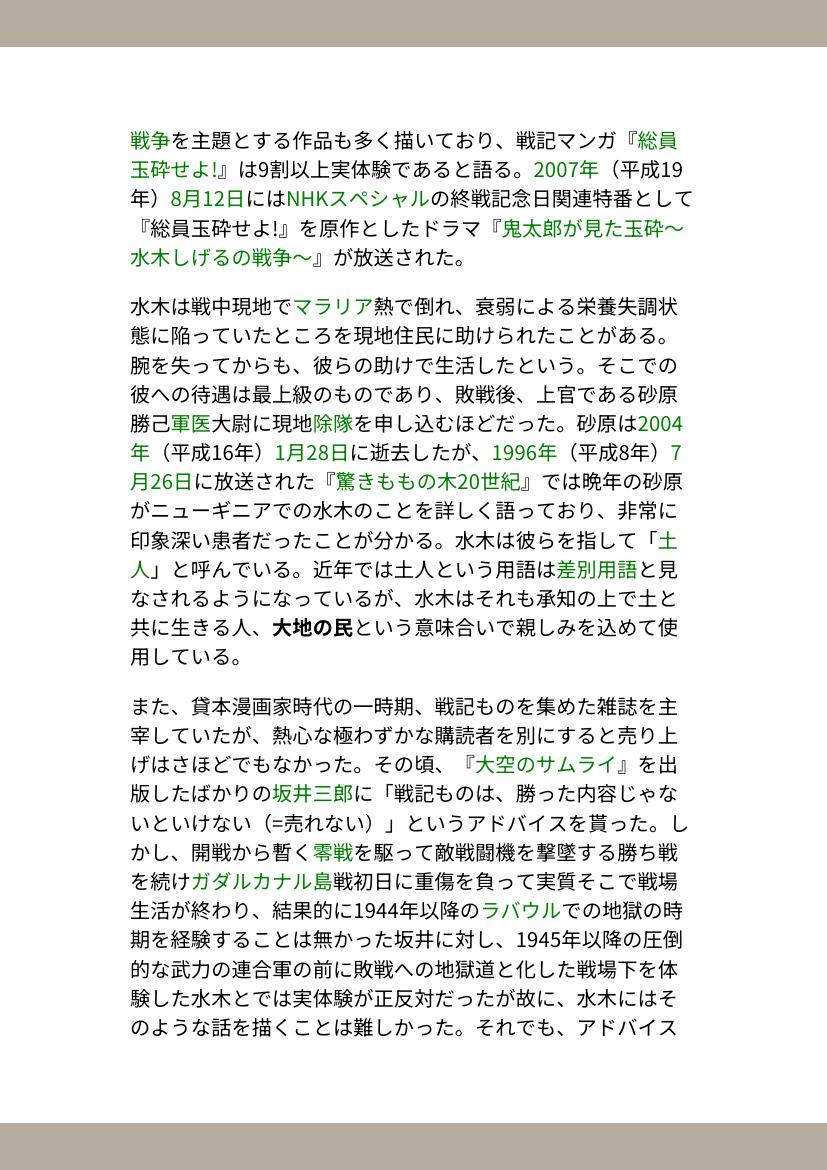 戦争を主題とする作品も多く描いており、戦記マンガ『総員
玉砕せよ!』は9割以上実体験であると語る。2007年（平成19
年）8月12日にはNHKスペシャルの終戦記念日関連特番として
『総員玉砕せよ!』を原作としたドラマ『鬼太郎が見た玉砕〜
水木しげるの戦争〜』が放送された。
水木は戦中現地でマラリア熱で倒れ、衰弱による栄養失調状
態に陥っていたところを現地住民に助けられたことがある。
腕を失ってからも、彼らの助けで生活したという。そこでの
彼への待遇は最上級のものであり、敗戦後、上官である砂原
勝己軍医大尉に現地除隊を申し込むほどだった。砂原は2004
年（平成16年）1月28日に逝去したが、1996年（平成8年）7
月26日に放送された『驚きももの木20世紀』では晩年の砂原
がニューギニアでの水木のことを詳しく語っており、非常に
印象深い患者だったことが分かる。水木は彼らを指して「土
人」と呼んでいる。近年では土人という用語は差別用語と見
なされるようになっているが、水木はそれも承知の上で土と
共に生きる人、大地の民という意味合いで親しみを込めて使
用している。
また、貸本漫画家時代の一時期、戦記ものを集めた雑誌を主
宰していたが、熱心な極わずかな購読者を別にすると売り上
げはさほどでもなかった。その頃、『大空のサムライ』を出
版したばかりの坂井三郎に「戦記ものは、勝った内容じゃな
いといけない（=売れない）」というアドバイスを貰った。し
かし、開戦から暫く零戦を駆って敵戦闘機を撃墜する勝ち戦
を続けガダルカナル島戦初日に重傷を負って実質そこで戦場
生活が終わり、結果的に1944年以降のラバウルでの地獄の時
期を経験することは無かった坂井に対し、1945年以降の圧倒
的な武力の連合軍の前に敗戦への地獄道と化した戦場下を体
験した水木とでは実体験が正反対だったが故に、水木にはそ
のような話を描くことは難しかった。それでも、アドバイス